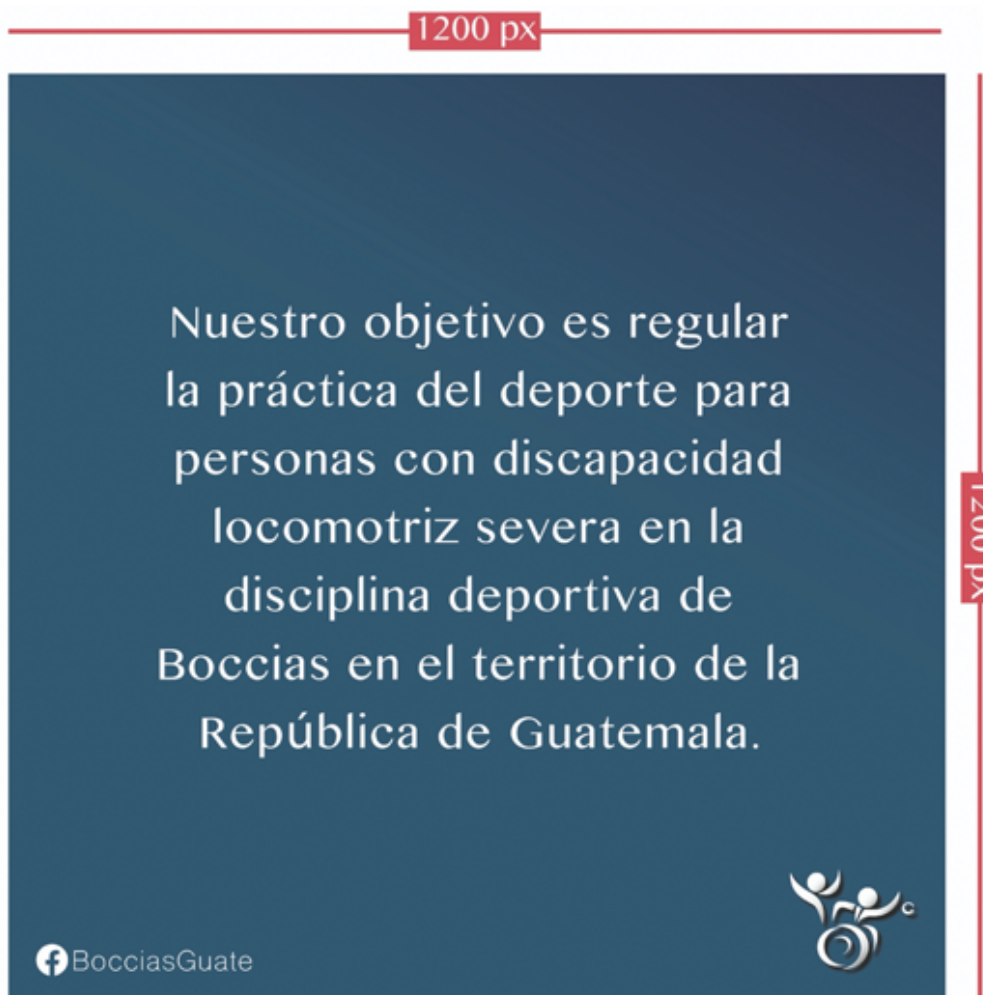 1200 px
Nuestro objetivo es regular
la práctica del deporte para
personas con discapacidad
locomotriz severa en la
disciplina deportiva de
Boccias en el territorio de la
República de Guatemala.
1200 px
BocciasGuate